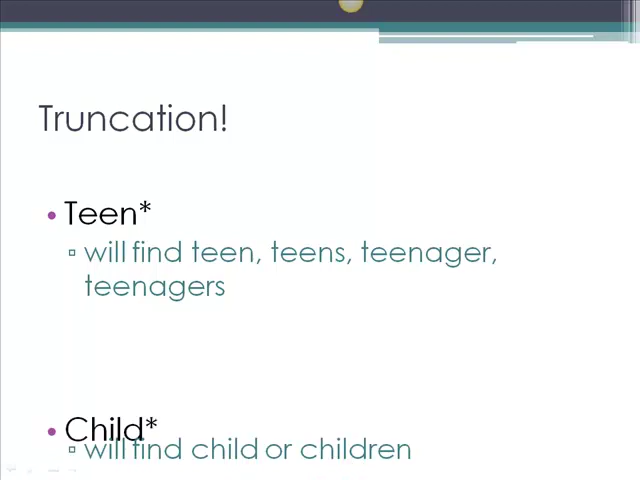 Truncation!
• Teen*
▫ will find teen, teens, teenager,
teenagers
• Child*
▫ will find child or children